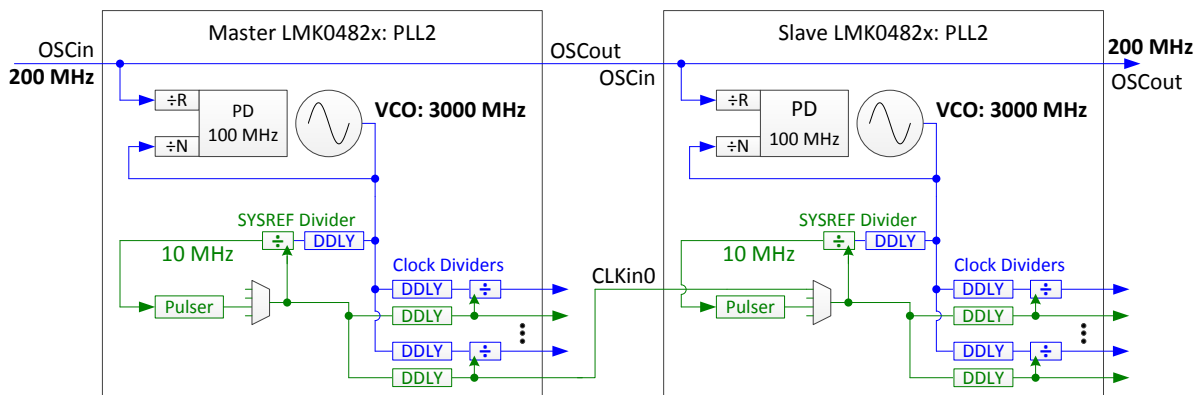 Master LMK0482x: PLL2
Slave LMK0482x: PLL2
OSCin
OSCout
200 MHz
200 MHz
OSCin
OSCout
÷R
PD
100 MHz
÷N
VCO: 3000 MHz
÷R
PD
100 MHz
÷N
VCO: 3000 MHz
SYSREF Divider
÷
DDLY
10 MHz
Clock Dividers
Pulser
DDLY
÷
DDLY
DDLY
÷
DDLY
CLKin0
SYSREF Divider
÷
DDLY
10 MHz
Clock Dividers
Pulser
DDLY
÷
DDLY
DDLY
÷
DDLY